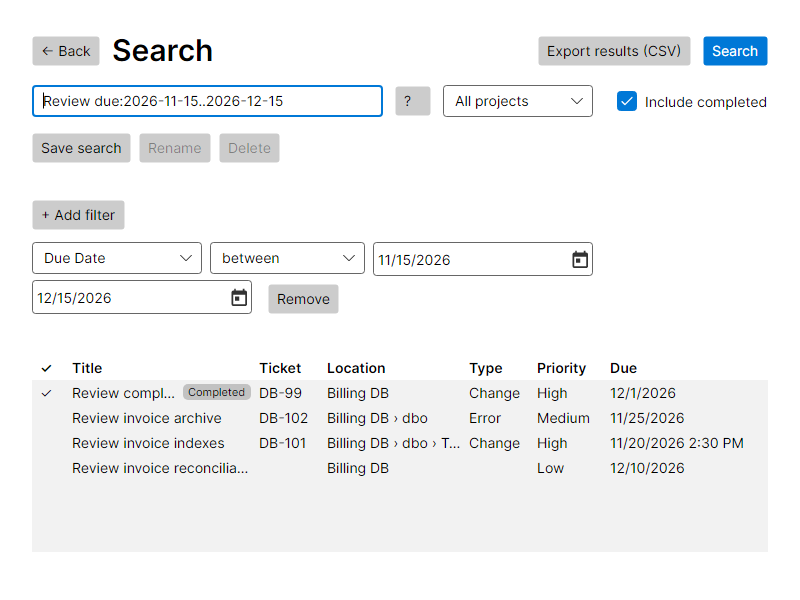 ← Back Search Export results (CSV) Search
Review due:2026-11-15..2026-12-15 ? All projects Include completed
Save search Rename Delete
+ Add filter
Due Date between 11/15/2026
12/15/2026 Remove
✓ Title Ticket Location Type Priority Due
✓ Review compl... Completed DB-99 Billing DB Change High 12/1/2026
Review invoice archive DB-102 Billing DB › dbo Error Medium 11/25/2026
Review invoice indexes DB-101 Billing DB › dbo › T... Change High 11/20/2026 2:30 PM
Review invoice reconcilia... Billing DB Low 12/10/2026